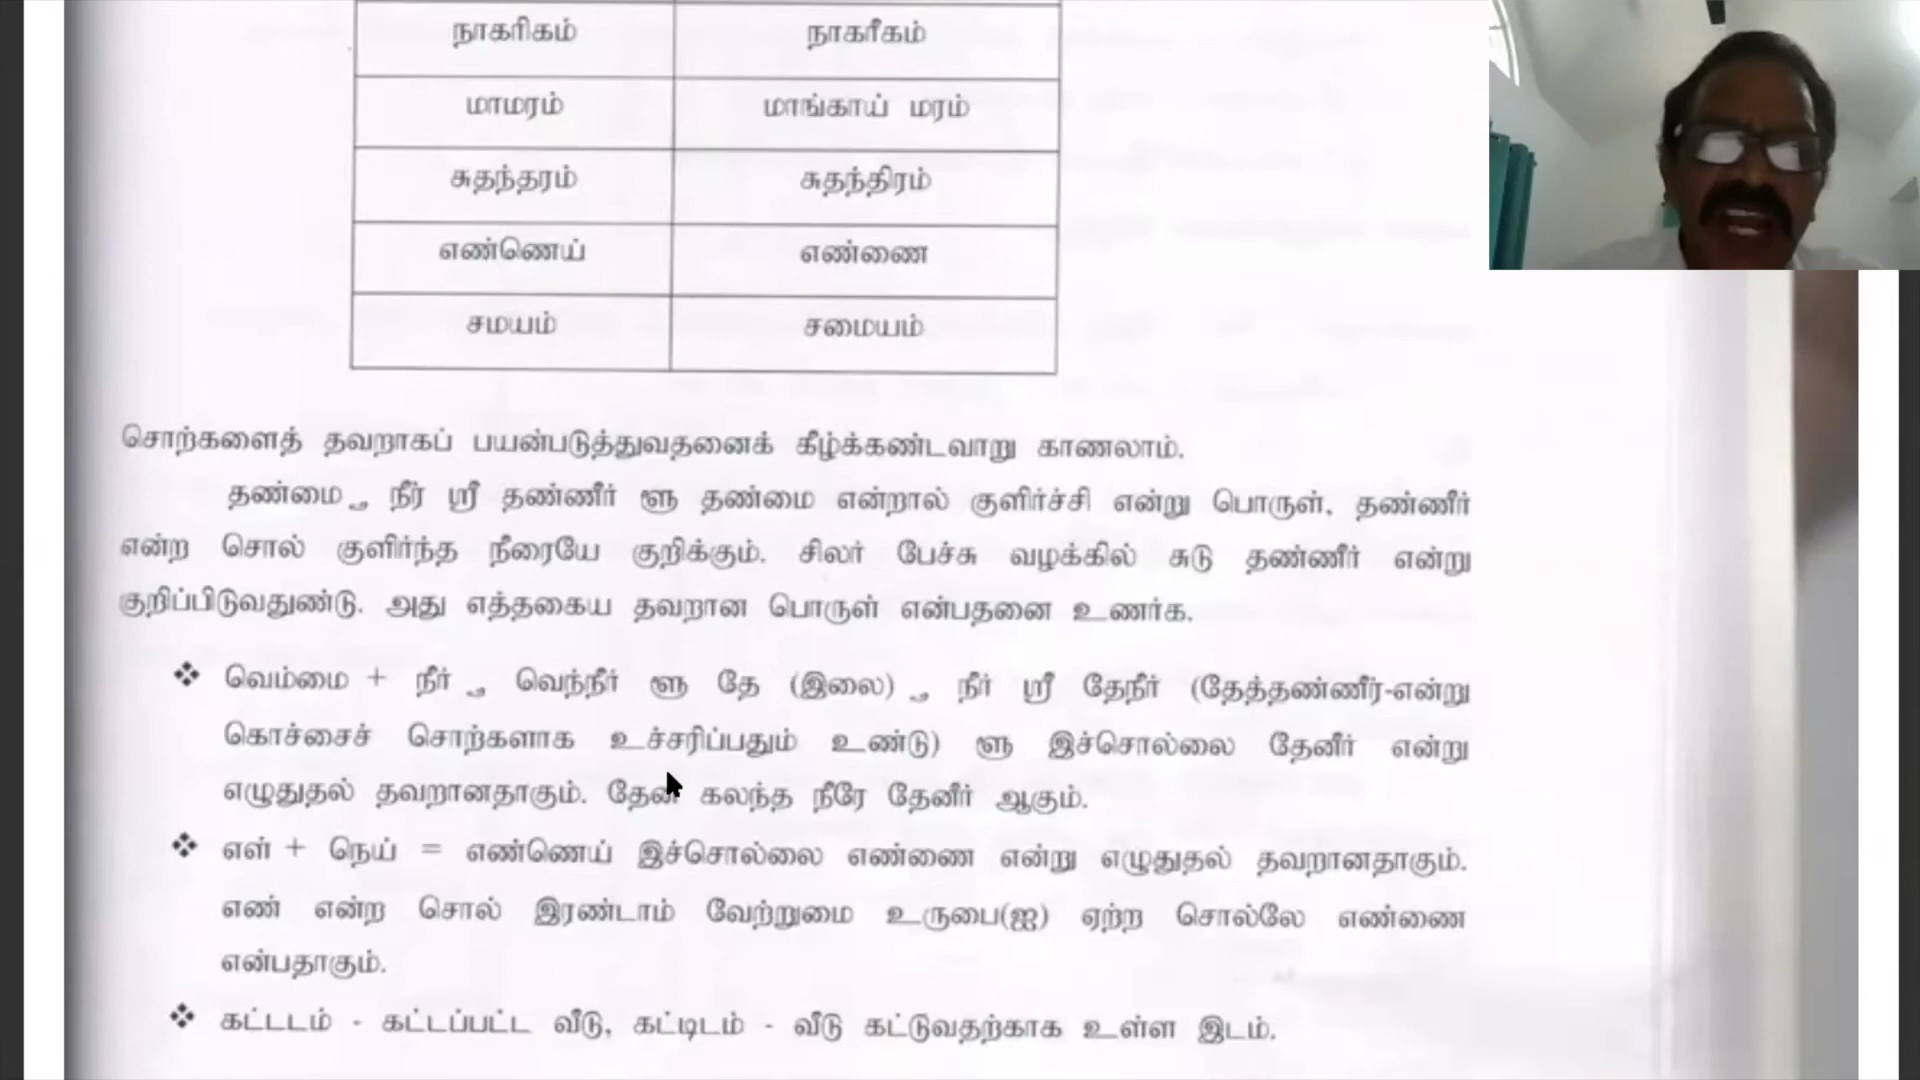 நாகரிகம் நாகரீகம்
மாமரம் மாங்காய் மரம்
சுதந்தரம் சுதந்திரம்
எண்ணெய் எண்ணை
சமயம் சமையம்
சொற்களைத் தவறாகப் பயன்படுத்துவதனைக் கீழ்க்கண்டவாறு காணலாம்.
தண்மை ூ நீர் ஸ்ரீ தண்ணீர் ளூ தண்மை என்றால் குளிர்ச்சி என்று பொருள், தண்ணீர்
என்ற சொல் குளிர்ந்த நீரையே குறிக்கும். சிலர் பேச்சு வழக்கில் சுடு தண்ணீர் என்று
குறிப்பிடுவதுண்டு. அது எத்தகைய தவறான பொருள் என்பதனை உணர்க.
❖ வெம்மை + நீர் ூ வெந்நீர் ளூ தே (இலை) ூ நீர் ஸ்ரீ தேநீர் (தேத்தண்ணீர்-என்று
கொச்சைச் சொற்களாக உச்சரிப்பதும் உண்டு) ளூ இச்சொல்லை தேனீர் என்று
எழுதுதல் தவறானதாகும். தேன் கலந்த நீரே தேனீர் ஆகும்.
❖ எள் + நெய் = எண்ணெய் இச்சொல்லை எண்ணை என்று எழுதுதல் தவறானதாகும்.
எண் என்ற சொல் இரண்டாம் வேற்றுமை உருபை(ஐ) ஏற்ற சொல்லே எண்ணை
என்பதாகும்.
❖ கட்டடம் - கட்டப்பட்ட வீடு, கட்டிடம் - வீடு கட்டுவதற்காக உள்ள இடம்.